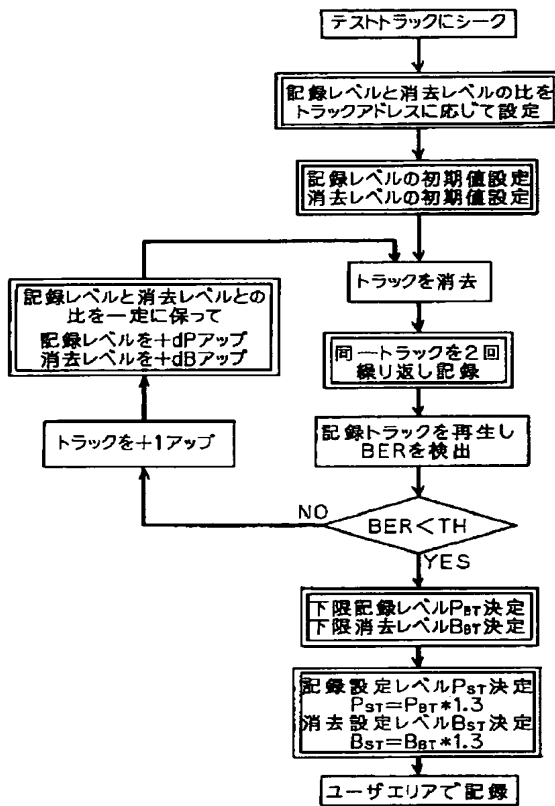 テストトラックにシーク
記録レベルと消去レベルの比を
トラックアドレスに応じて設定
記録レベルの初期値設定
消去レベルの初期値設定
トラックを消去
同一トラックを2回
繰り返し記録
記録トラックを再生し
BERを検出
BER<TH
NO
YES
トラックを+1アップ
記録レベルと消去レベルとの
比を一定に保って
記録レベルを+dPアップ
消去レベルを+dBアップ
下限記録レベルPBT決定
下限消去レベルBBT決定
記録設定レベルPST決定
PST=PBT*1.3
消去設定レベルBST決定
BST=BBT*1.3
ユーザエリアで記録